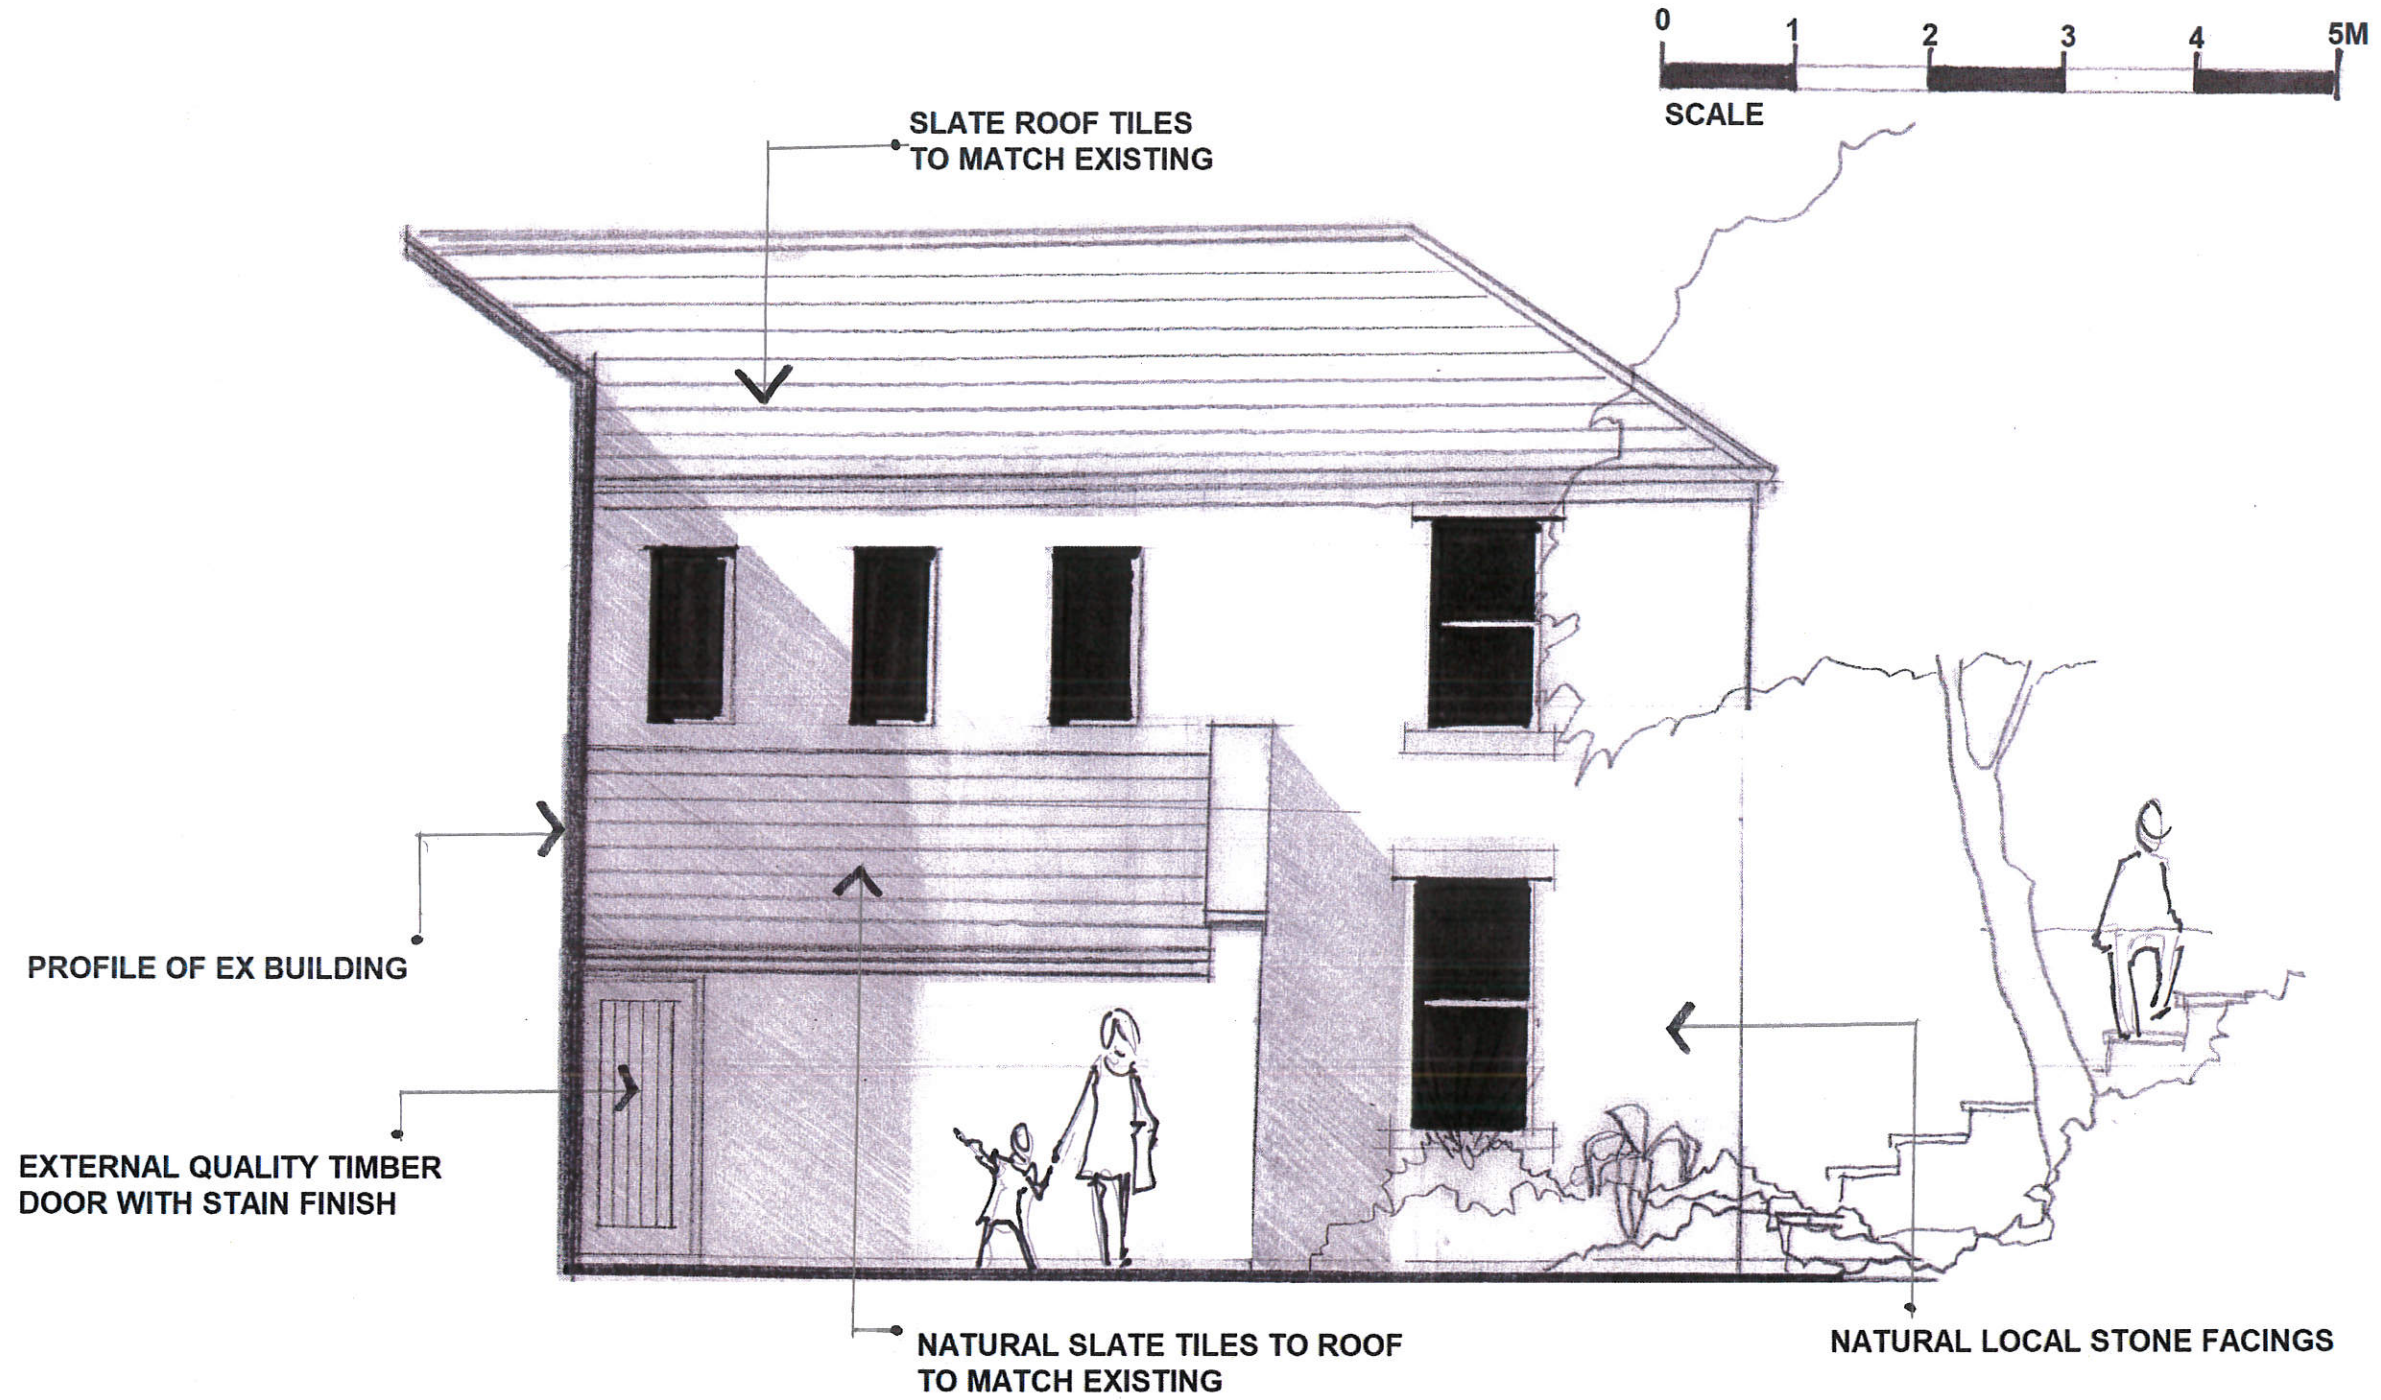 0 1 2 3 4 5M
SCALE
SLATE ROOF TILES
TO MATCH EXISTING
PROFILE OF EX BUILDING
EXTERNAL QUALITY TIMBER
DOOR WITH STAIN FINISH
NATURAL SLATE TILES TO ROOF
TO MATCH EXISTING
NATURAL LOCAL STONE FACINGS